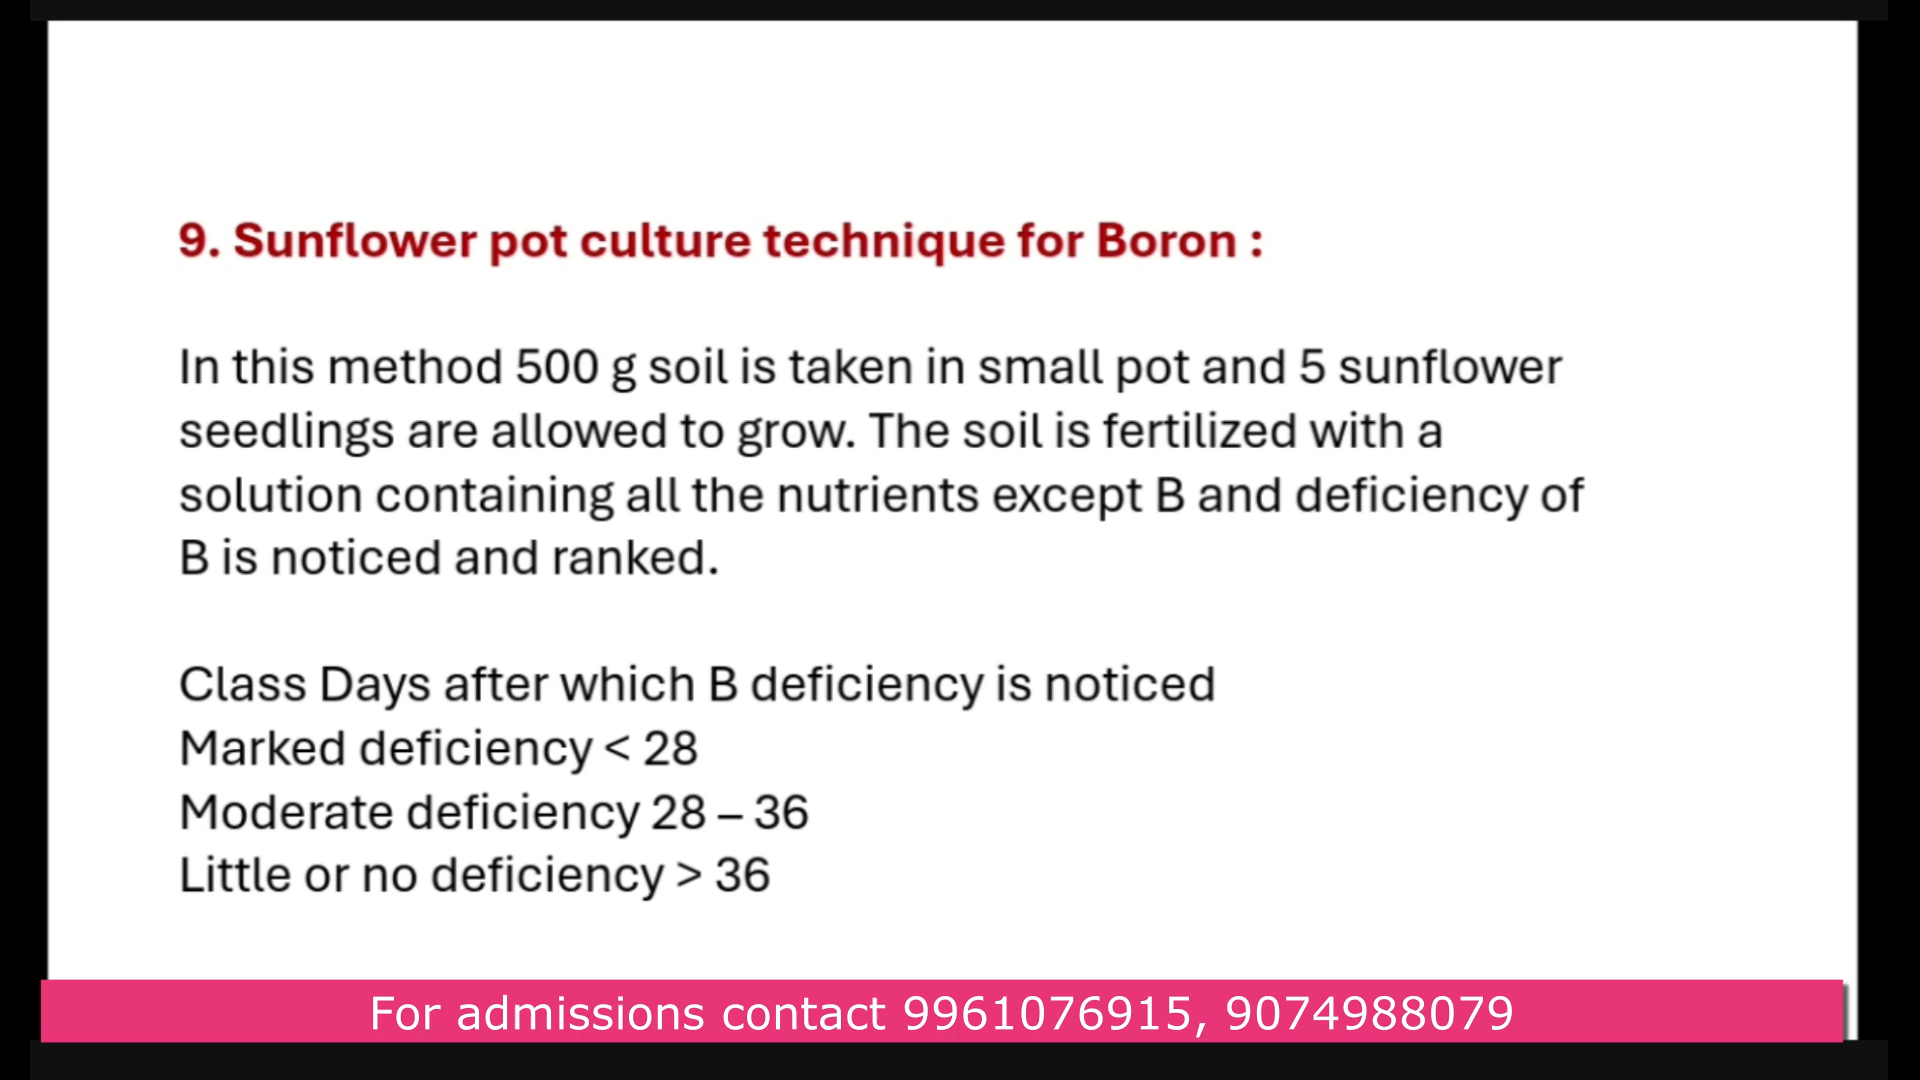 9. Sunflower pot culture technique for Boron :
In this method 500 g soil is taken in small pot and 5 sunflower
seedlings are allowed to grow. The soil is fertilized with a
solution containing all the nutrients except B and deficiency of
B is noticed and ranked.
Class Days after which B deficiency is noticed
Marked deficiency < 28
Moderate deficiency 28 – 36
Little or no deficiency > 36
For admissions contact 9961076915, 9074988079